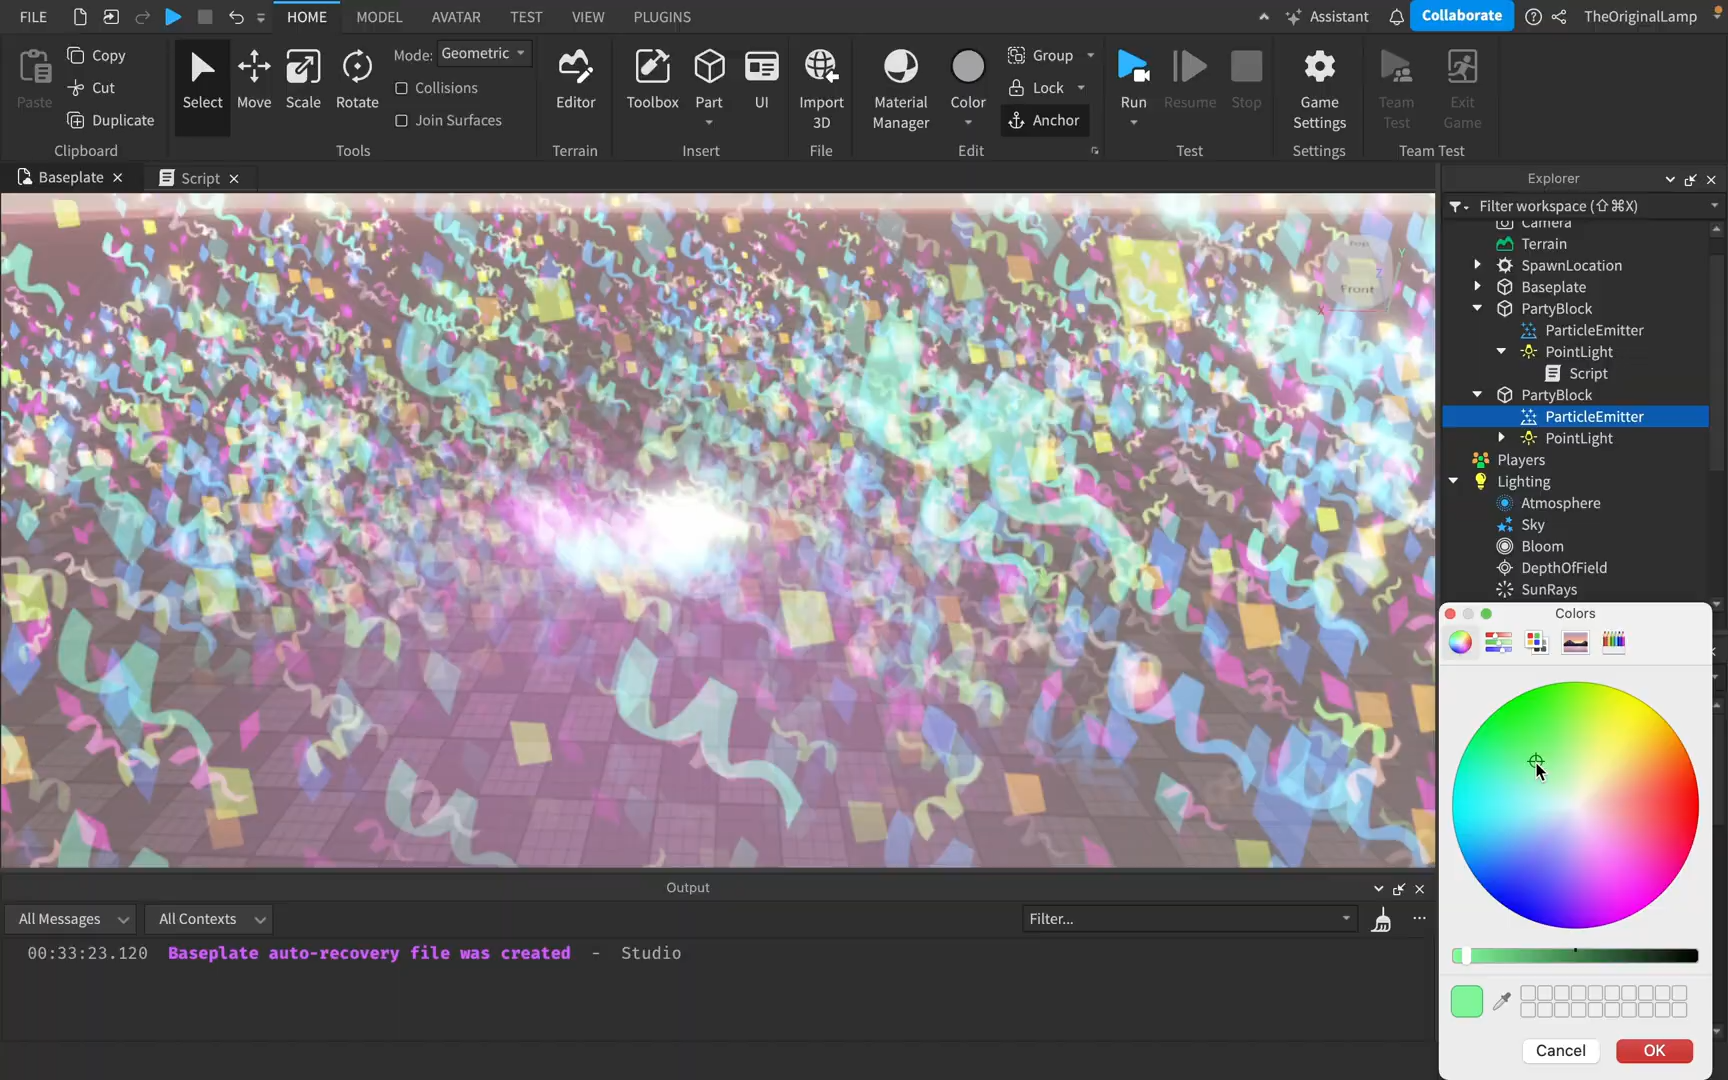 FILE HOME MODEL AVATAR TEST VIEW PLUGINS Assistant Collaborate TheOriginalLamp
Paste Copy Cut Duplicate
Clipboard
Select Move Scale Rotate
Mode: Geometric
Collisions
Join Surfaces
Tools
Editor
Terrain
Toolbox Part UI
Insert
Import 3D
File
Material Manager
Color
Group
Lock
Anchor
Edit
Run Resume Stop
Test
Game Settings
Settings
Team Test
Exit Game
Team Test
Baseplate Script
Top
Front
X
Y
Z
Explorer
Filter workspace (⇧⌘X)
Camera
Terrain
SpawnLocation
Baseplate
PartyBlock
ParticleEmitter
PointLight
Script
PartyBlock
ParticleEmitter
PointLight
Players
Lighting
Atmosphere
Sky
Bloom
DepthOfField
SunRays
Colors
Cancel OK
Output
All Messages All Contexts Filter...
00:33:23.120 Baseplate auto-recovery file was created - Studio